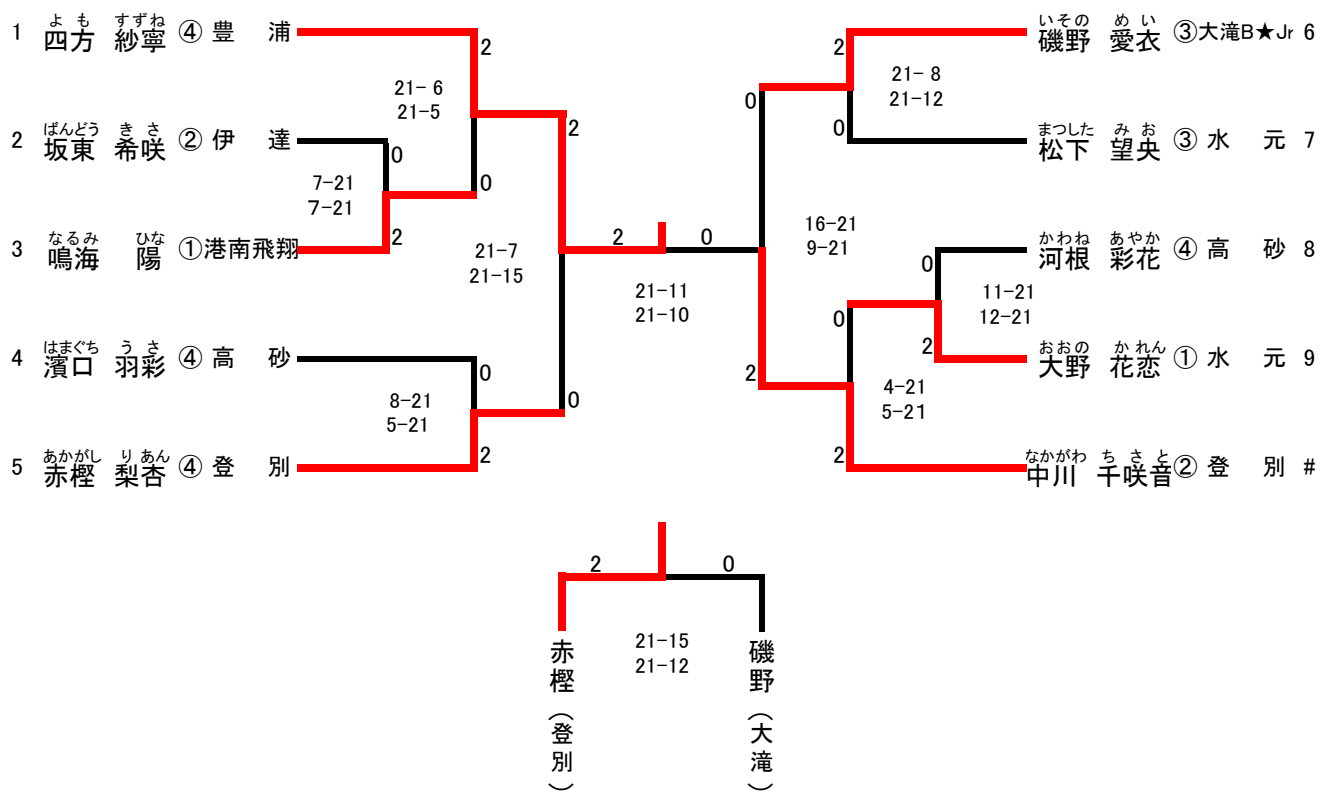 よも すずね
1 四方 紗寧 ④ 豊 浦
2
21- 6
21-5
ばんどう きさ
2 坂東 希咲 ② 伊 達
0
7-21
7-21
0
2
なるみ ひな
3 鳴海 陽 ① 港南飛翔
2
21-7
21-15
はまぐち うさ
4 濱口 羽彩 ④ 高 砂
0
8-21
5-21
0
あかがし りあん
5 赤樫 梨杏 ④ 登 別
2
2 0
21-11
21-10
いその めい
磯野 愛衣 ③ 大滝B★Jr 6
2
21- 8
21-12
0
まつした みお
松下 望央 ③ 水 元 7
0
16-21
9-21
かわね あやか
河根 彩花 ④ 高 砂 8
0
11-21
12-21
0
おおの かれん
大野 花恋 ① 水 元 9
2
2
4-21
5-21
なかがわ ちさと
中川 千咲音 ② 登 別 #
2
2 0
21-15
21-12
赤樫(登別)
磯野(大滝)